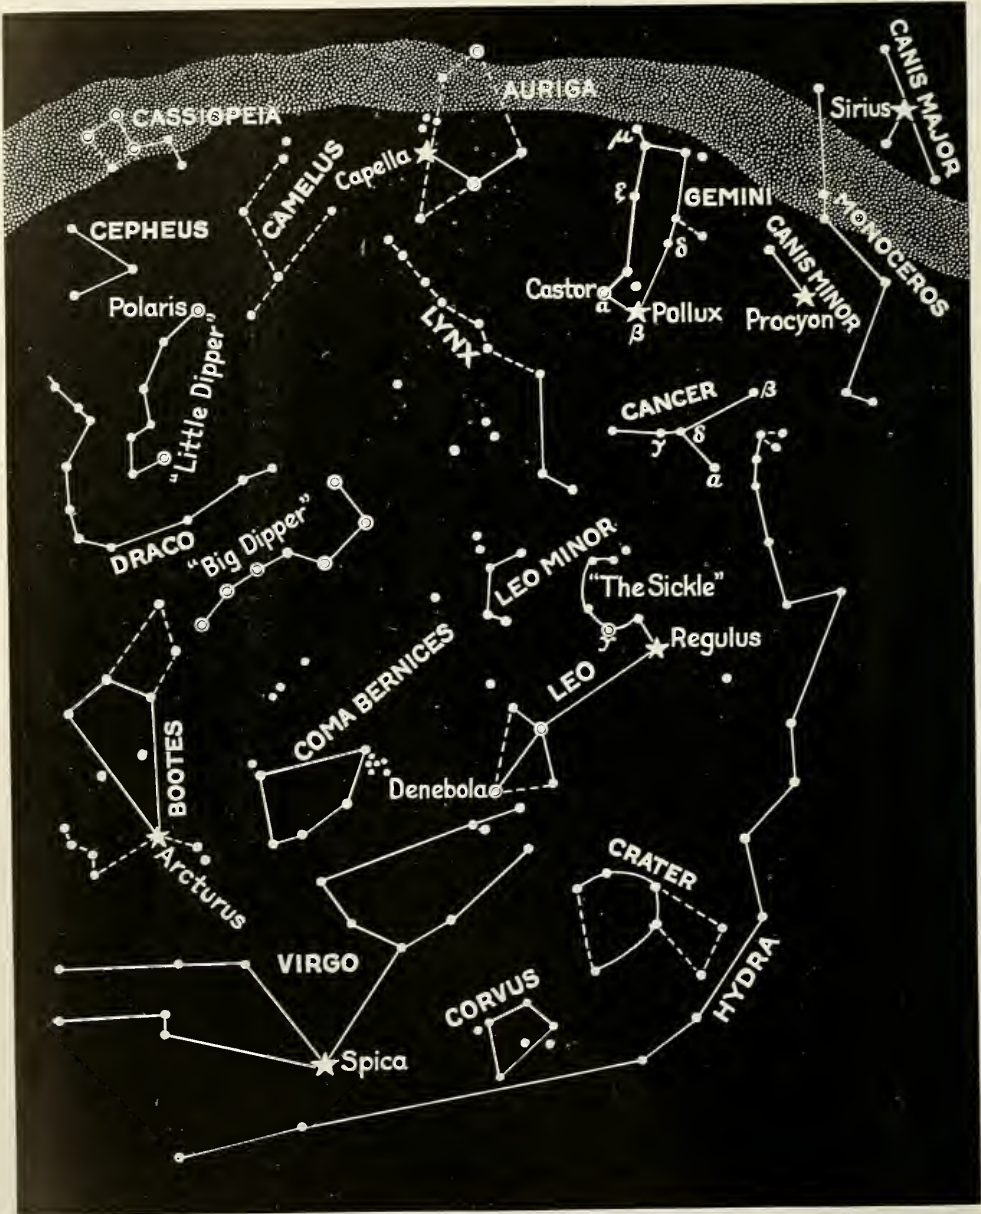 CANIS MAJOR
Sirius
AURIGA
CASSIOPEIA
CAMELUS
Capella
μ
ξ
GEMINI
δ
MONOCEROS
CANIS MINOR
CEPHEUS
Polaris
"Little Dipper"
Castor
α
Pollux
β
Procyon
LYNX
CANCER
β
γ
δ
α
DRACO
"Big Dipper"
LEO MINOR
"The Sickle"
γ
Regulus
LEO
COMA BERNICES
BOOTES
Denebola
Arcturus
CRATER
VIRGO
CORVUS
HYDRA
Spica